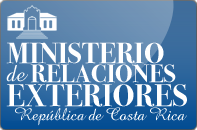 MINISTERIO
de RELACIONES
EXTERIORES
República de Costa Rica